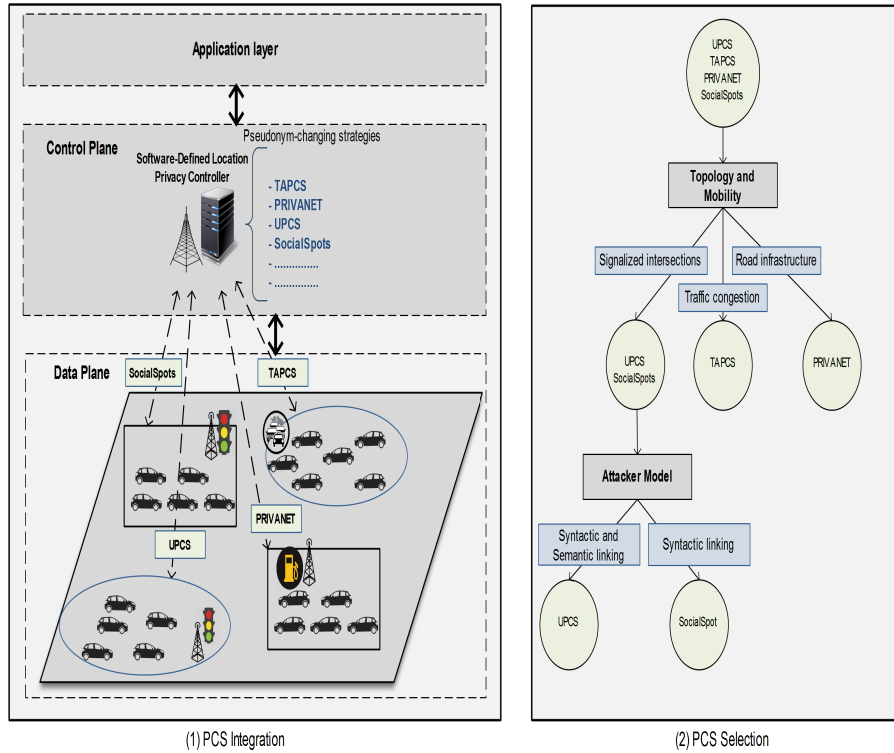 Application layer
Control Plane
Pseudonym-changing strategies
Software-Defined Location
Privacy Controller
- TAPCS
- PRIVANET
- UPCS
- SocialSpots
- ...............
- ...............
Data Plane
SocialSpots
TAPCS
PRIVANET
UPCS
(1) PCS Integration
UPCS
TAPCS
PRIVANET
SocialSpots
Topology and
Mobility
Signalized intersections
Road infrastructure
Traffic congestion
UPCS
SocialSpots
TAPCS
PRIVANET
Attacker Model
Syntactic and
Semantic linking
Syntactic linking
UPCS
SocialSpot
(2) PCS Selection